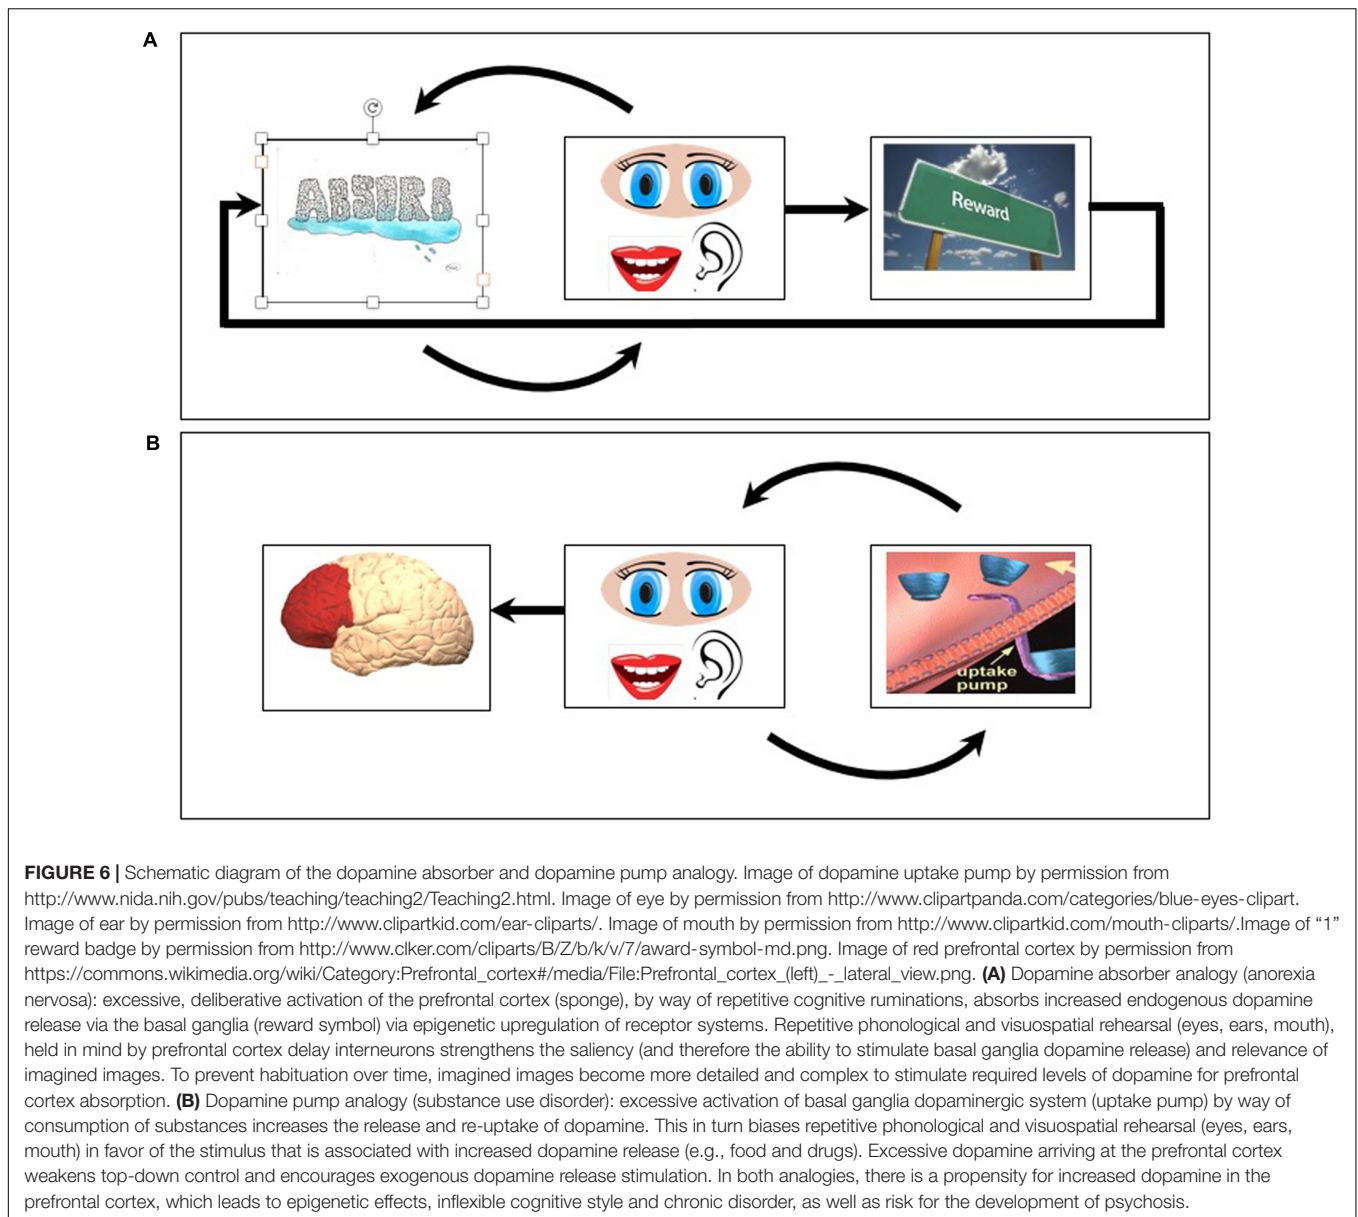 A
ABSORB
Reward
B
uptake
pump
FIGURE 6 | Schematic diagram of the dopamine absorber and dopamine pump analogy. Image of dopamine uptake pump by permission from
http://www.nida.nih.gov/pubs/teaching/teaching2/Teaching2.html. Image of eye by permission from http://www.clipartpanda.com/categories/blue-eyes-clipart.
Image of ear by permission from http://www.clipartkid.com/ear-cliparts/. Image of mouth by permission from http://www.clipartkid.com/mouth-cliparts/.Image of “1”
reward badge by permission from http://www.clker.com/cliparts/B/Z/b/k/v/7/award-symbol-md.png. Image of red prefrontal cortex by permission from
https://commons.wikimedia.org/wiki/Category:Prefrontal_cortex#/media/File:Prefrontal_cortex_(left)_-_lateral_view.png. (A) Dopamine absorber analogy (anorexia
nervosa): excessive, deliberative activation of the prefrontal cortex (sponge), by way of repetitive cognitive ruminations, absorbs increased endogenous dopamine
release via the basal ganglia (reward symbol) via epigenetic upregulation of receptor systems. Repetitive phonological and visuospatial rehearsal (eyes, ears, mouth),
held in mind by prefrontal cortex delay interneurons strengthens the saliency (and therefore the ability to stimulate basal ganglia dopamine release) and relevance of
imagined images. To prevent habituation over time, imagined images become more detailed and complex to stimulate required levels of dopamine for prefrontal
cortex absorption. (B) Dopamine pump analogy (substance use disorder): excessive activation of basal ganglia dopaminergic system (uptake pump) by way of
consumption of substances increases the release and re-uptake of dopamine. This in turn biases repetitive phonological and visuospatial rehearsal (eyes, ears,
mouth) in favor of the stimulus that is associated with increased dopamine release (e.g., food and drugs). Excessive dopamine arriving at the prefrontal cortex
weakens top-down control and encourages exogenous dopamine release stimulation. In both analogies, there is a propensity for increased dopamine in the
prefrontal cortex, which leads to epigenetic effects, inflexible cognitive style and chronic disorder, as well as risk for the development of psychosis.